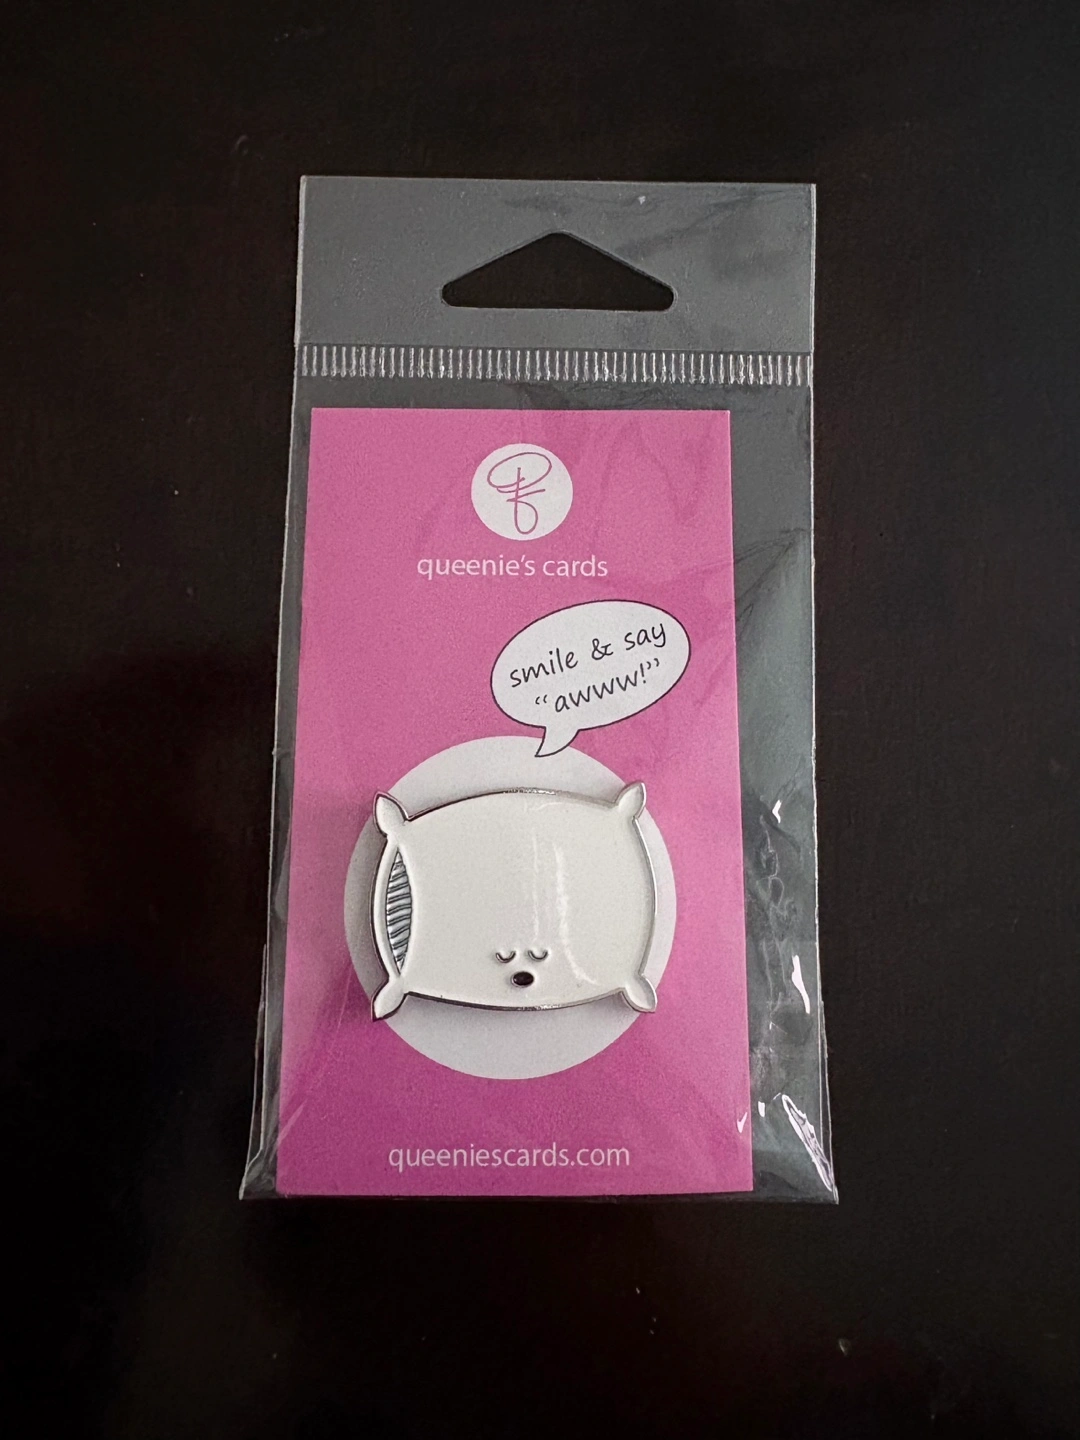 queenie's cards
smile & say
“awww!”
queeniescards.com